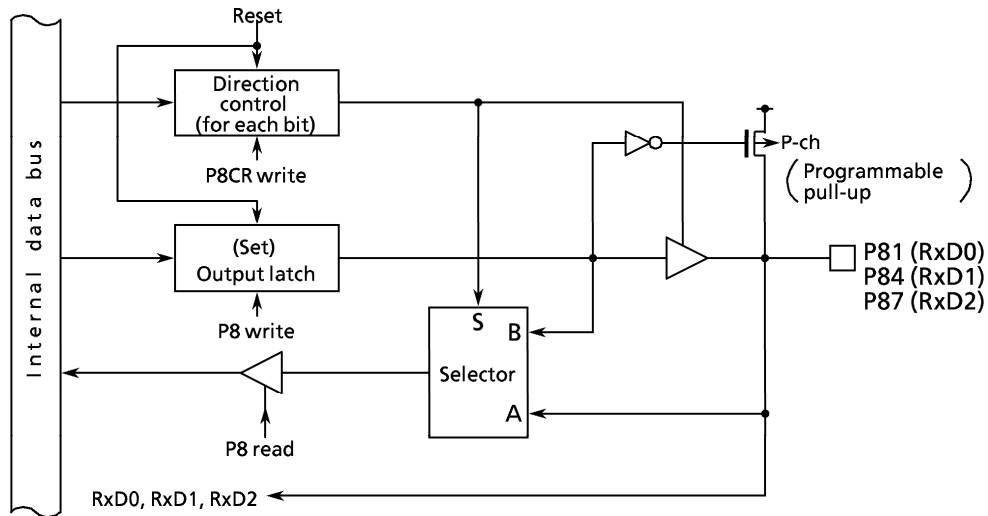 Reset
Internal data bus
Direction
control
(for each bit)
P8CR write
P-ch
(Programmable
pull-up)
(Set)
Output latch
P8 write
P81 (RxD0)
P84 (RxD1)
P87 (RxD2)
S
B
Selector
A
P8 read
RxD0, RxD1, RxD2